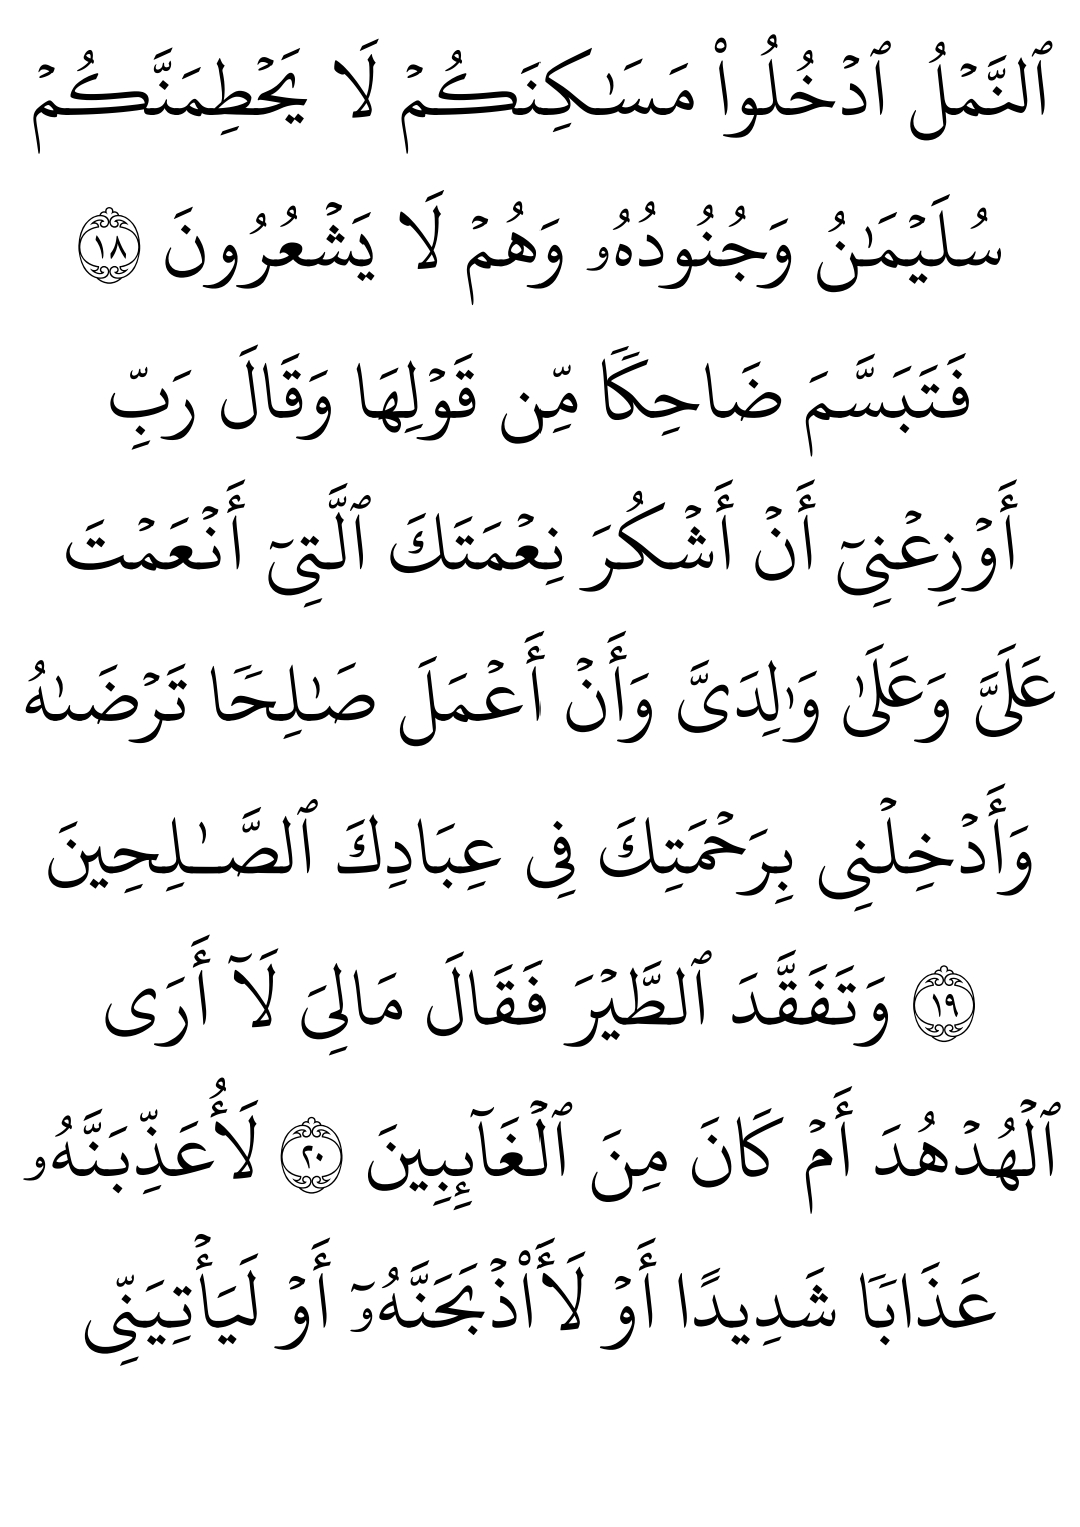 ٱلنَّمۡلُ ٱدۡخُلُواْ مَسَٰكِنَكُمۡ لَا يَحۡطِمَنَّكُمۡ
سُلَيۡمَٰنُ وَجُنُودُهُۥ وَهُمۡ لَا يَشۡعُرُونَ ١٨
فَتَبَسَّمَ ضَاحِكٗا مِّن قَوۡلِهَا وَقَالَ رَبِّ
أَوۡزِعۡنِيٓ أَنۡ أَشۡكُرَ نِعۡمَتَكَ ٱلَّتِيٓ أَنۡعَمۡتَ
عَلَيَّ وَعَلَىٰ وَٰلِدَيَّ وَأَنۡ أَعۡمَلَ صَٰلِحٗا تَرۡضَىٰهُ
وَأَدۡخِلۡنِي بِرَحۡمَتِكَ فِي عِبَادِكَ ٱلصَّٰلِحِينَ
١٩ وَتَفَقَّدَ ٱلطَّيۡرَ فَقَالَ مَالِيَ لَآ أَرَى
ٱلۡهُدۡهُدَ أَمۡ كَانَ مِنَ ٱلۡغَآئِبِينَ ٢٠ لَأُعَذِّبَنَّهُۥ
عَذَابٗا شَدِيدًا أَوۡ لَأَاْذۡبَحَنَّهُۥٓ أَوۡ لَيَأۡتِيَنِّي